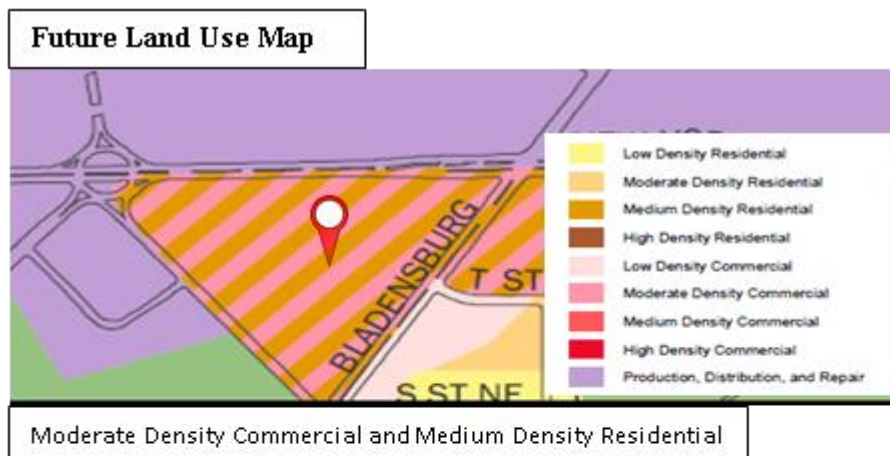 Future Land Use Map
Low Density Residential
Moderate Density Residential
Medium Density Residential
High Density Residential
Low Density Commercial
Moderate Density Commercial
Medium Density Commercial
High Density Commercial
Production, Distribution, and Repair
BLADENSBURG
T ST
S ST NE
Moderate Density Commercial and Medium Density Residential